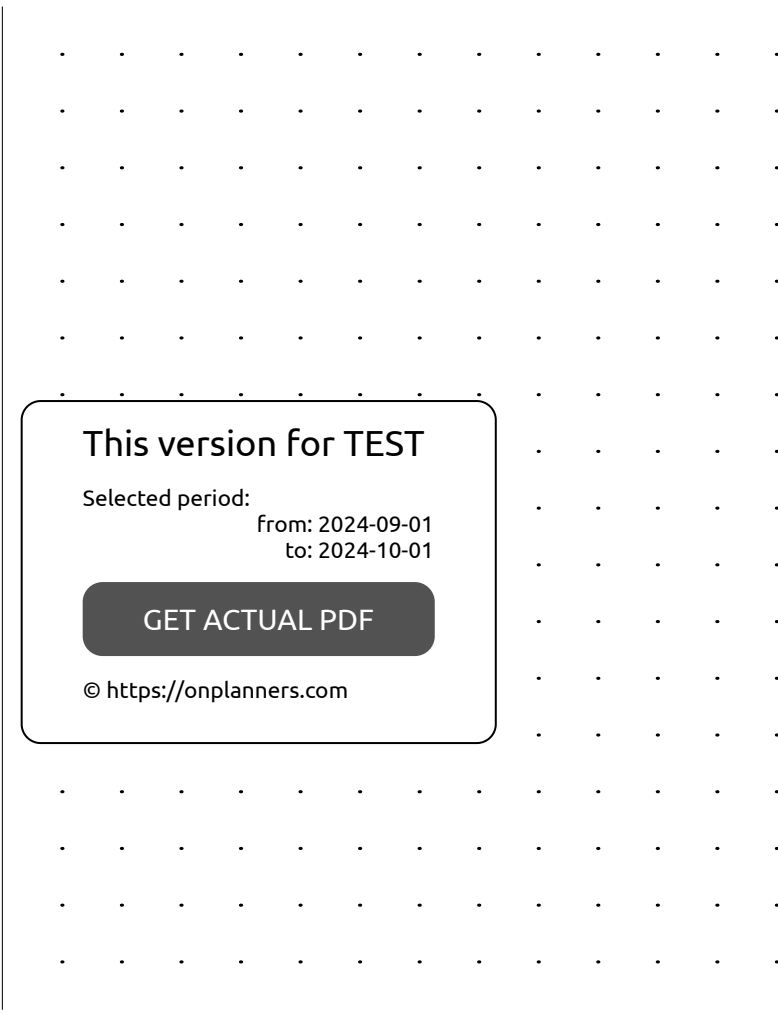 This version for TEST
Selected period:
from: 2024-09-01
to: 2024-10-01
GET ACTUAL PDF
© https://onplanners.com